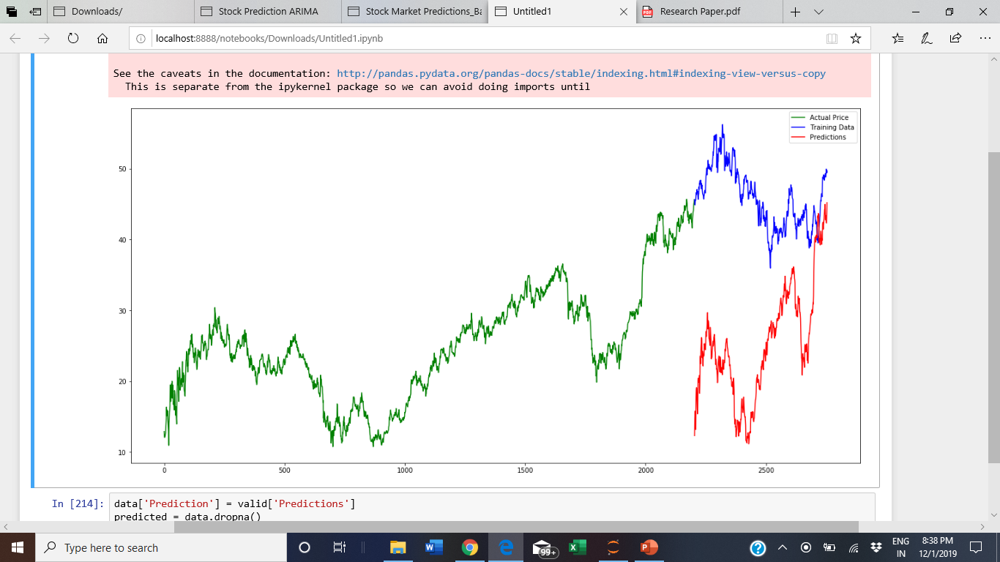 Downloads/
Stock Prediction ARIMA
Stock Market Predictions_Ba
Untitled1
PDF
Research Paper.pdf
localhost:8888/notebooks/Downloads/Untitled1.ipynb
See the caveats in the documentation: http://pandas.pydata.org/pandas-docs/stable/indexing.html#indexing-view-versus-copy
This is separate from the ipykernel package so we can avoid doing imports until
Actual Price
Training Data
Predictions
50
40
30
20
10
0 500 1000 1500 2000 2500
In [214]: data['Prediction'] = valid['Predictions']
predicted = data.dropna()
Type here to search
99+
ENG
IN
8:38 PM
12/1/2019